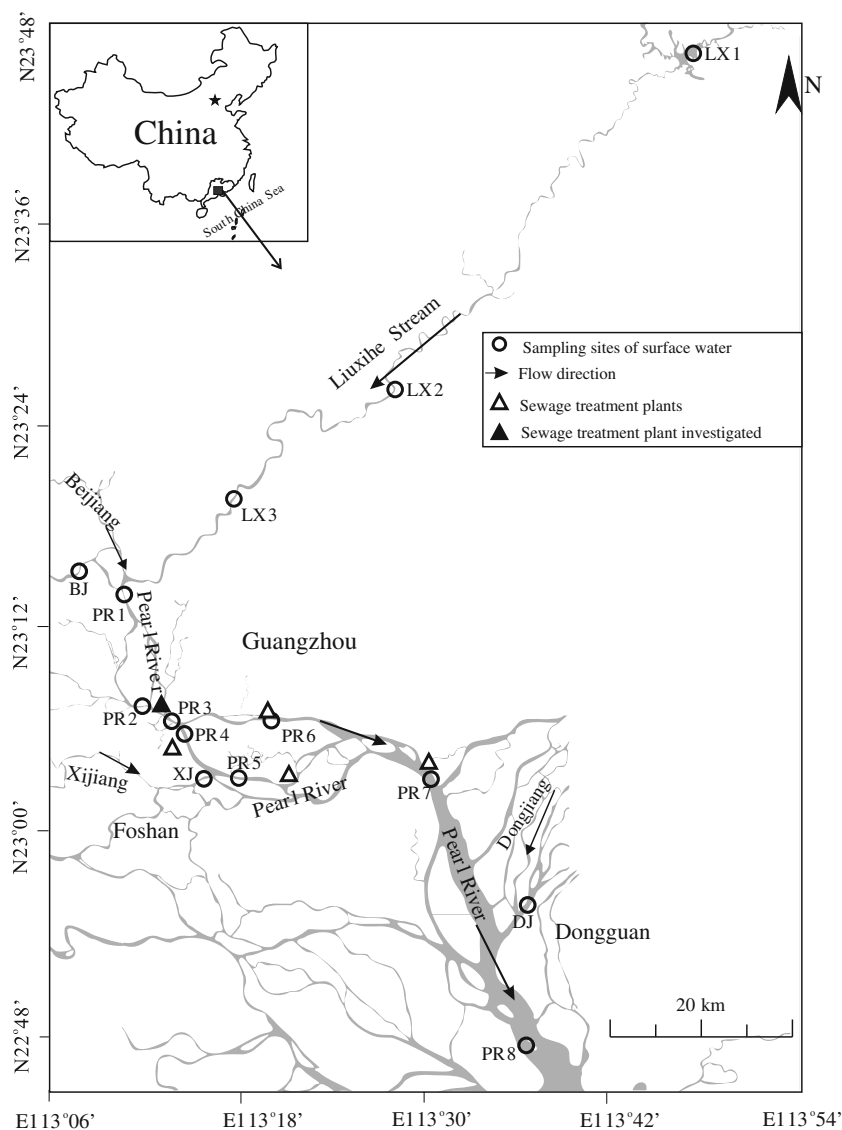 N23°48’
N23°36’
N23°24’
N23°12’
N23°00’
N22°48’
China
South China Sea
LX1
N
Liuxihe Stream
Sampling sites of surface water
Flow direction
Sewage treatment plants
Sewage treatment plant investigated
LX2
LX3
Beijiang
BJ
PR1
Pearl River
Guangzhou
PR2
PR3
PR4
PR6
Xijiang
XJ
PR5
Pearl River
PR7
Foshan
Pearl River
Dongjiang
DJ
Dongguan
20 km
PR8
E113°06’
E113°18’
E113°30’
E113°42’
E113°54’